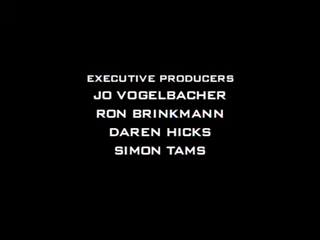 EXECUTIVE PRODUCERS
JO VOGELBACHER
RON BRINKMANN
DAREN HICKS
SIMON TAMS